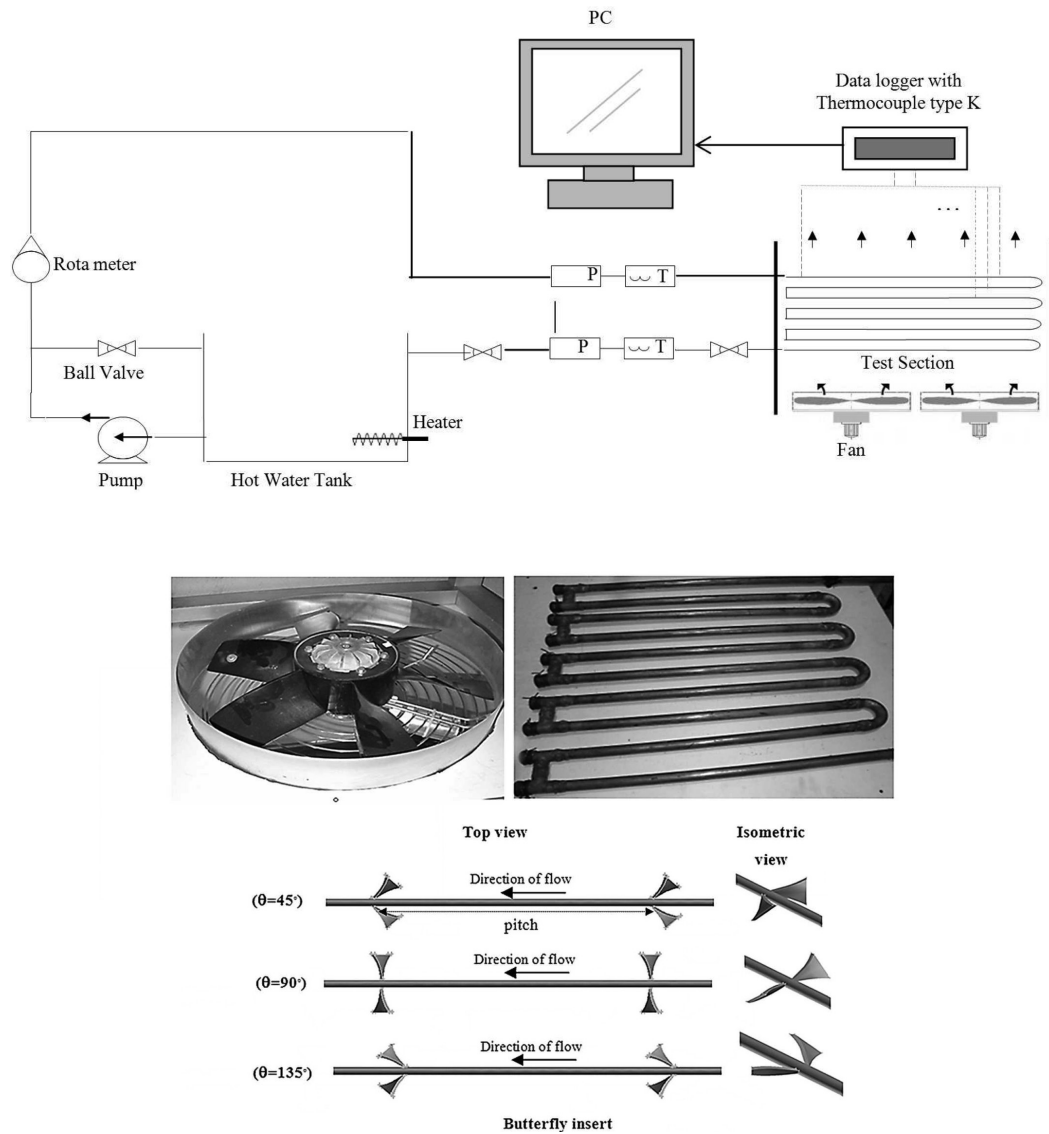 PC
Data logger with
Thermocouple type K
. . .
Rota meter
P
T
Ball Valve
P
T
Test Section
Heater
Fan
Pump
Hot Water Tank
Top view
Isometric
view
(θ=45°)
Direction of flow
pitch
(θ=90°)
Direction of flow
(θ=135°)
Direction of flow
Butterfly insert